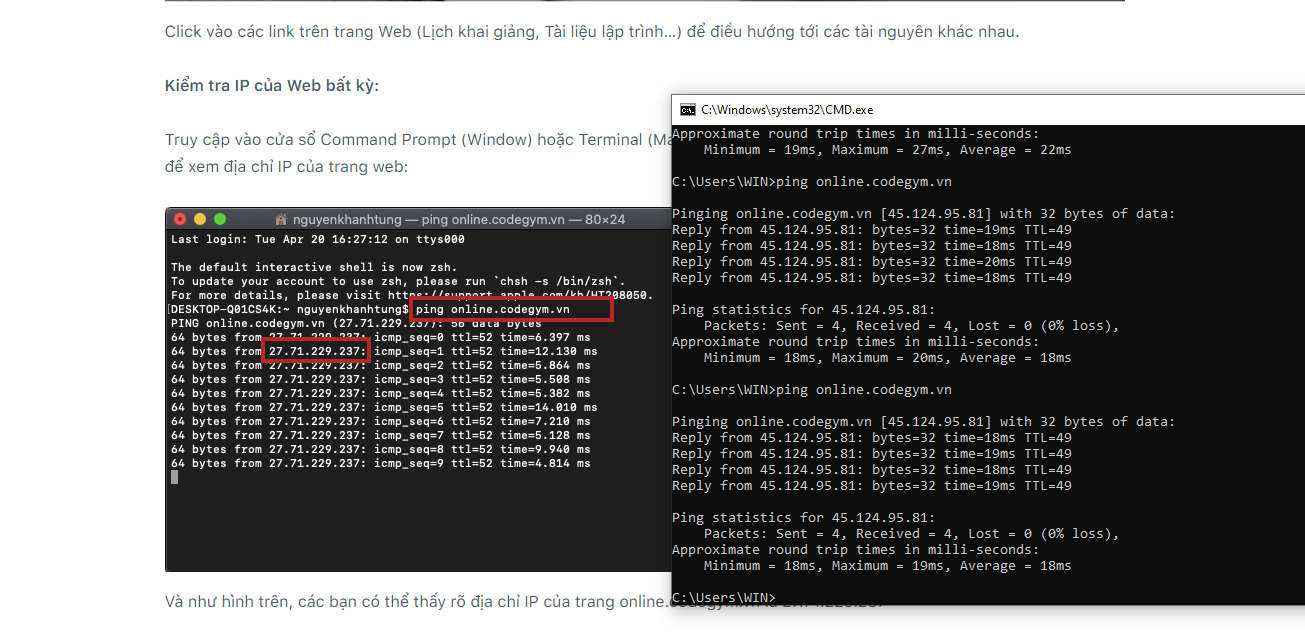 Click vào các link trên trang Web (Lịch khai giảng, Tài liệu lập trình...) để điều hướng tới các tài nguyên khác nhau.
Kiểm tra IP của Web bất kỳ:
Truy cập vào cửa sổ Command Prompt (Window) hoặc Terminal
để xem địa chỉ IP của trang web:
nguyenkhanhtung — ping online.codegym.vn — 80×24
Last login: Tue Apr 20 16:27:12 on ttys000
The default interactive shell is now zsh.
To update your account to use zsh, please run `chsh -s /bin/zsh`.
For more details, please visit https://support.apple.com/kb/HT208050.
[DESKTOP-Q01CS4K:~ nguyenkhanhtung$ ping online.codegym.vn
PING online.codegym.vn (27.71.229.237): 56 data bytes
64 bytes from 27.71.229.237: icmp_seq=0 ttl=52 time=6.397 ms
64 bytes from 27.71.229.237: icmp_seq=1 ttl=52 time=12.130 ms
64 bytes from 27.71.229.237: icmp_seq=2 ttl=52 time=5.864 ms
64 bytes from 27.71.229.237: icmp_seq=3 ttl=52 time=5.508 ms
64 bytes from 27.71.229.237: icmp_seq=4 ttl=52 time=5.382 ms
64 bytes from 27.71.229.237: icmp_seq=5 ttl=52 time=14.010 ms
64 bytes from 27.71.229.237: icmp_seq=6 ttl=52 time=7.210 ms
64 bytes from 27.71.229.237: icmp_seq=7 ttl=52 time=5.128 ms
64 bytes from 27.71.229.237: icmp_seq=8 ttl=52 time=9.940 ms
64 bytes from 27.71.229.237: icmp_seq=9 ttl=52 time=4.814 ms
Và như hình trên, các bạn có thể thấy rõ địa chỉ IP của trang
C:\Windows\system32\CMD.exe
Approximate round trip times in milli-seconds:
Minimum = 19ms, Maximum = 27ms, Average = 22ms
C:\Users\WIN>ping online.codegym.vn
Pinging online.codegym.vn [45.124.95.81] with 32 bytes of data:
Reply from 45.124.95.81: bytes=32 time=19ms TTL=49
Reply from 45.124.95.81: bytes=32 time=18ms TTL=49
Reply from 45.124.95.81: bytes=32 time=20ms TTL=49
Reply from 45.124.95.81: bytes=32 time=18ms TTL=49
Ping statistics for 45.124.95.81:
Packets: Sent = 4, Received = 4, Lost = 0 (0% loss),
Approximate round trip times in milli-seconds:
Minimum = 18ms, Maximum = 20ms, Average = 18ms
C:\Users\WIN>ping online.codegym.vn
Pinging online.codegym.vn [45.124.95.81] with 32 bytes of data:
Reply from 45.124.95.81: bytes=32 time=18ms TTL=49
Reply from 45.124.95.81: bytes=32 time=19ms TTL=49
Reply from 45.124.95.81: bytes=32 time=18ms TTL=49
Reply from 45.124.95.81: bytes=32 time=19ms TTL=49
Ping statistics for 45.124.95.81:
Packets: Sent = 4, Received = 4, Lost = 0 (0% loss),
Approximate round trip times in milli-seconds:
Minimum = 18ms, Maximum = 19ms, Average = 18ms
C:\Users\WIN>